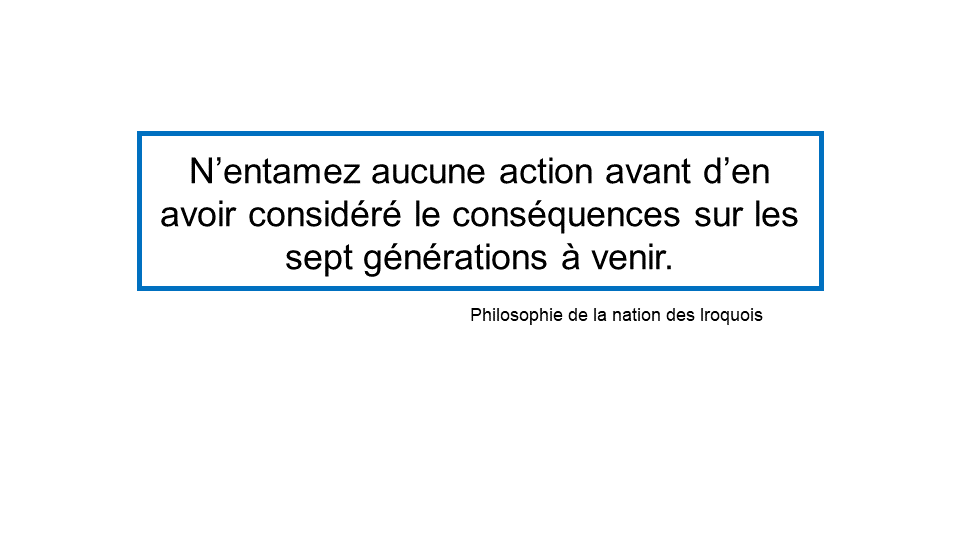 N’entamez aucune action avant d’en
avoir considéré le conséquences sur les
sept générations à venir.
Philosophie de la nation des Iroquois